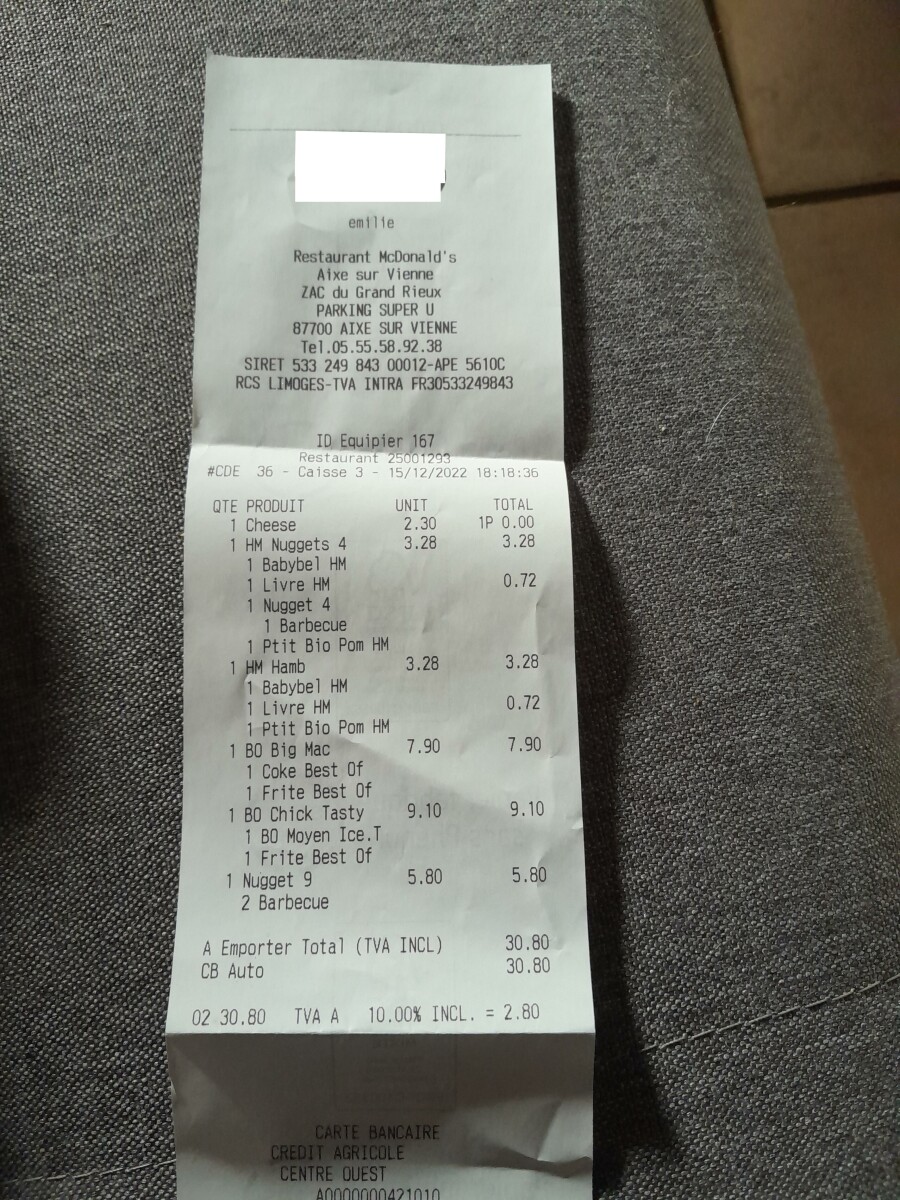 emilie
Restaurant McDonald's
Aixe sur Vienne
ZAC du Grand Rieux
PARKING SUPER U
87700 AIXE SUR VIENNE
Tel.05.55.58.92.38
SIRET 533 249 843 00012-APE 5610C
RCS LIMOGES-TVA INTRA FR30533249843
ID Equipier 167
Restaurant 25001293
#CDE 36 - Caisse 3 - 15/12/2022 18:18:36
QTE PRODUIT UNIT TOTAL
1 Cheese 2.30 1P 0.00
1 HM Nuggets 4 3.28 3.28
1 Babybel HM
1 Livre HM 0.72
1 Nugget 4
1 Barbecue
1 Ptit Bio Pom HM
1 HM Hamb 3.28 3.28
1 Babybel HM
1 Livre HM 0.72
1 Ptit Bio Pom HM
1 BO Big Mac 7.90 7.90
1 Coke Best Of
1 Frite Best Of
1 BO Chick Tasty 9.10 9.10
1 BO Moyen Ice.T
1 Frite Best Of
1 Nugget 9 5.80 5.80
2 Barbecue
A Emporter Total (TVA INCL) 30.80
CB Auto 30.80
02 30.80 TVA A 10.00% INCL. = 2.80
CARTE BANCAIRE
CREDIT AGRICOLE
CENTRE OUEST
A0000000421010